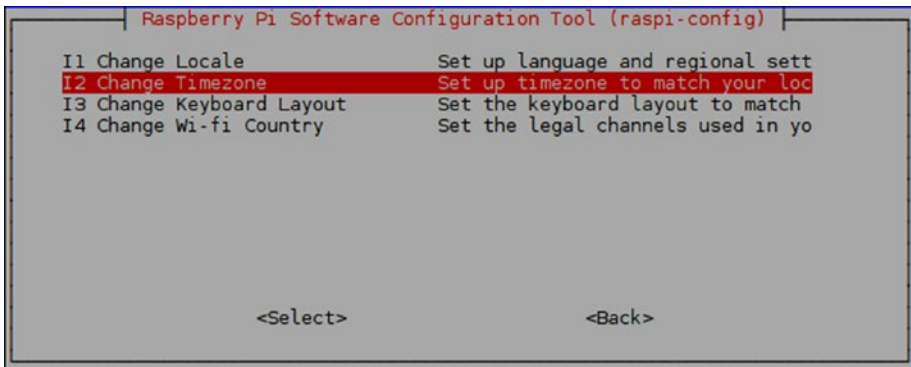 Raspberry Pi Software Configuration Tool (raspi-config)
I1 Change Locale Set up language and regional sett
I2 Change Timezone Set up timezone to match your loc
I3 Change Keyboard Layout Set the keyboard layout to match
I4 Change Wi-fi Country Set the legal channels used in yo
<Select> <Back>